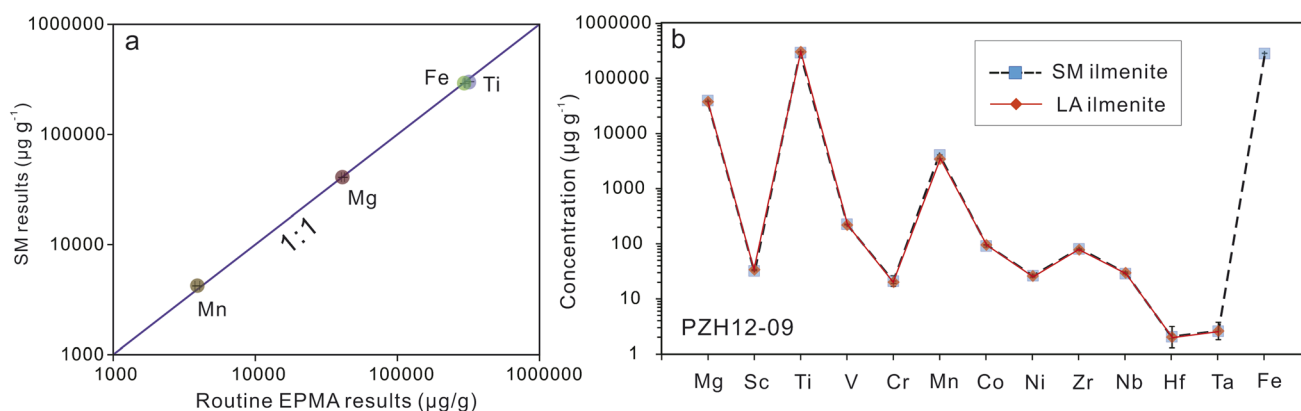 a
SM results (µg g⁻¹)
1000000
1000000
10000
1000
Fe
Ti
Mg
Mn
1:1
1000
10000
100000
1000000
Routine EPMA results (µg/g)
b
Concentration (µg g⁻¹)
1000000
100000
10000
1000
100
10
1
SM ilmenite
LA ilmenite
PZH12-09
Mg Sc Ti V Cr Mn Co Ni Zr Nb Hf Ta Fe